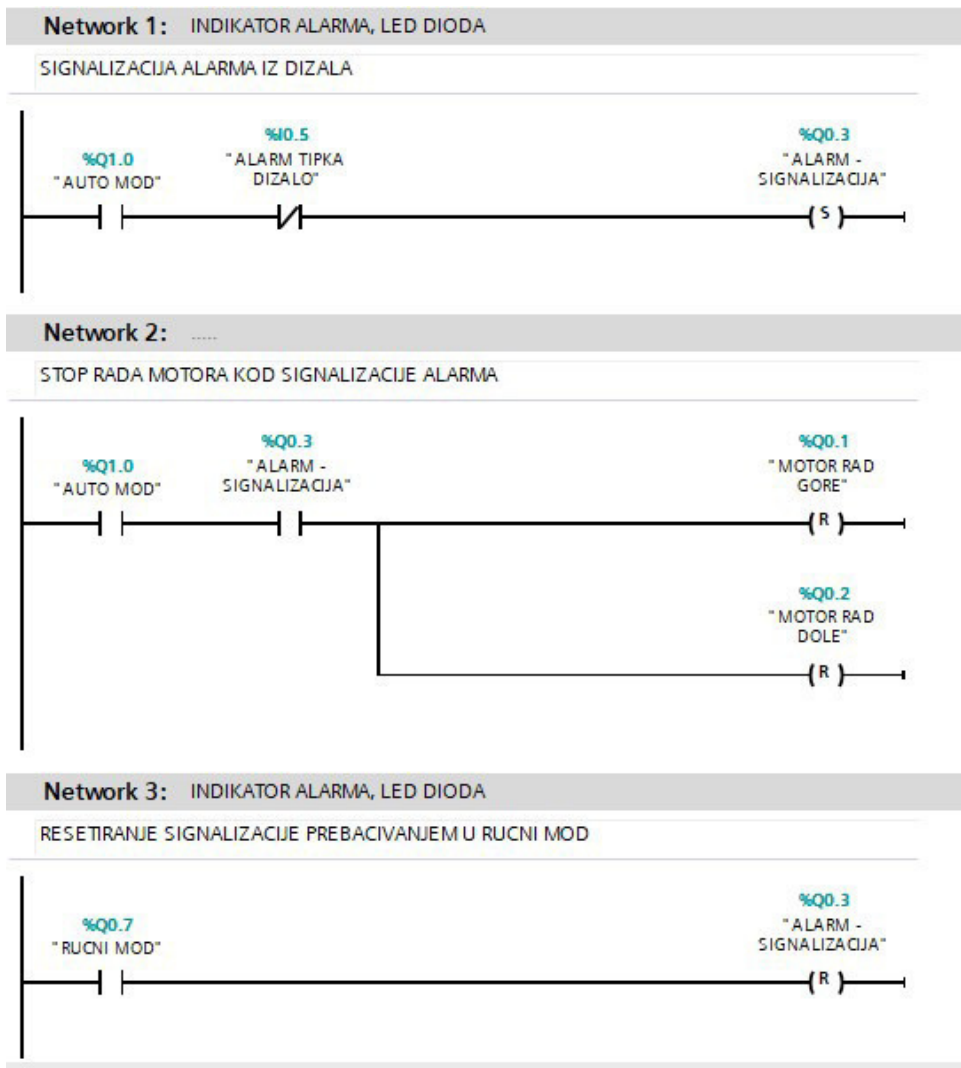 Network 1: INDIKATOR ALARMA, LED DIODA
SIGNALIZACIJA ALARMA IZ DIZALA
%Q1.0
"AUTO MOD"
%I0.5
"ALARM TIPKA
DIZALO"
%Q0.3
"ALARM -
SIGNALIZACIJA"
S
Network 2: .....
STOP RADA MOTORA KOD SIGNALIZACIJE ALARMA
%Q1.0
"AUTO MOD"
%Q0.3
"ALARM -
SIGNALIZACIJA"
%Q0.1
"MOTOR RAD
GORE"
R
%Q0.2
"MOTOR RAD
DOLE"
R
Network 3: INDIKATOR ALARMA, LED DIODA
RESETIRANJE SIGNALIZACIJE PREBACIVANJEM U RUCNI MOD
%Q0.7
"RUCNI MOD"
%Q0.3
"ALARM -
SIGNALIZACIJA"
R